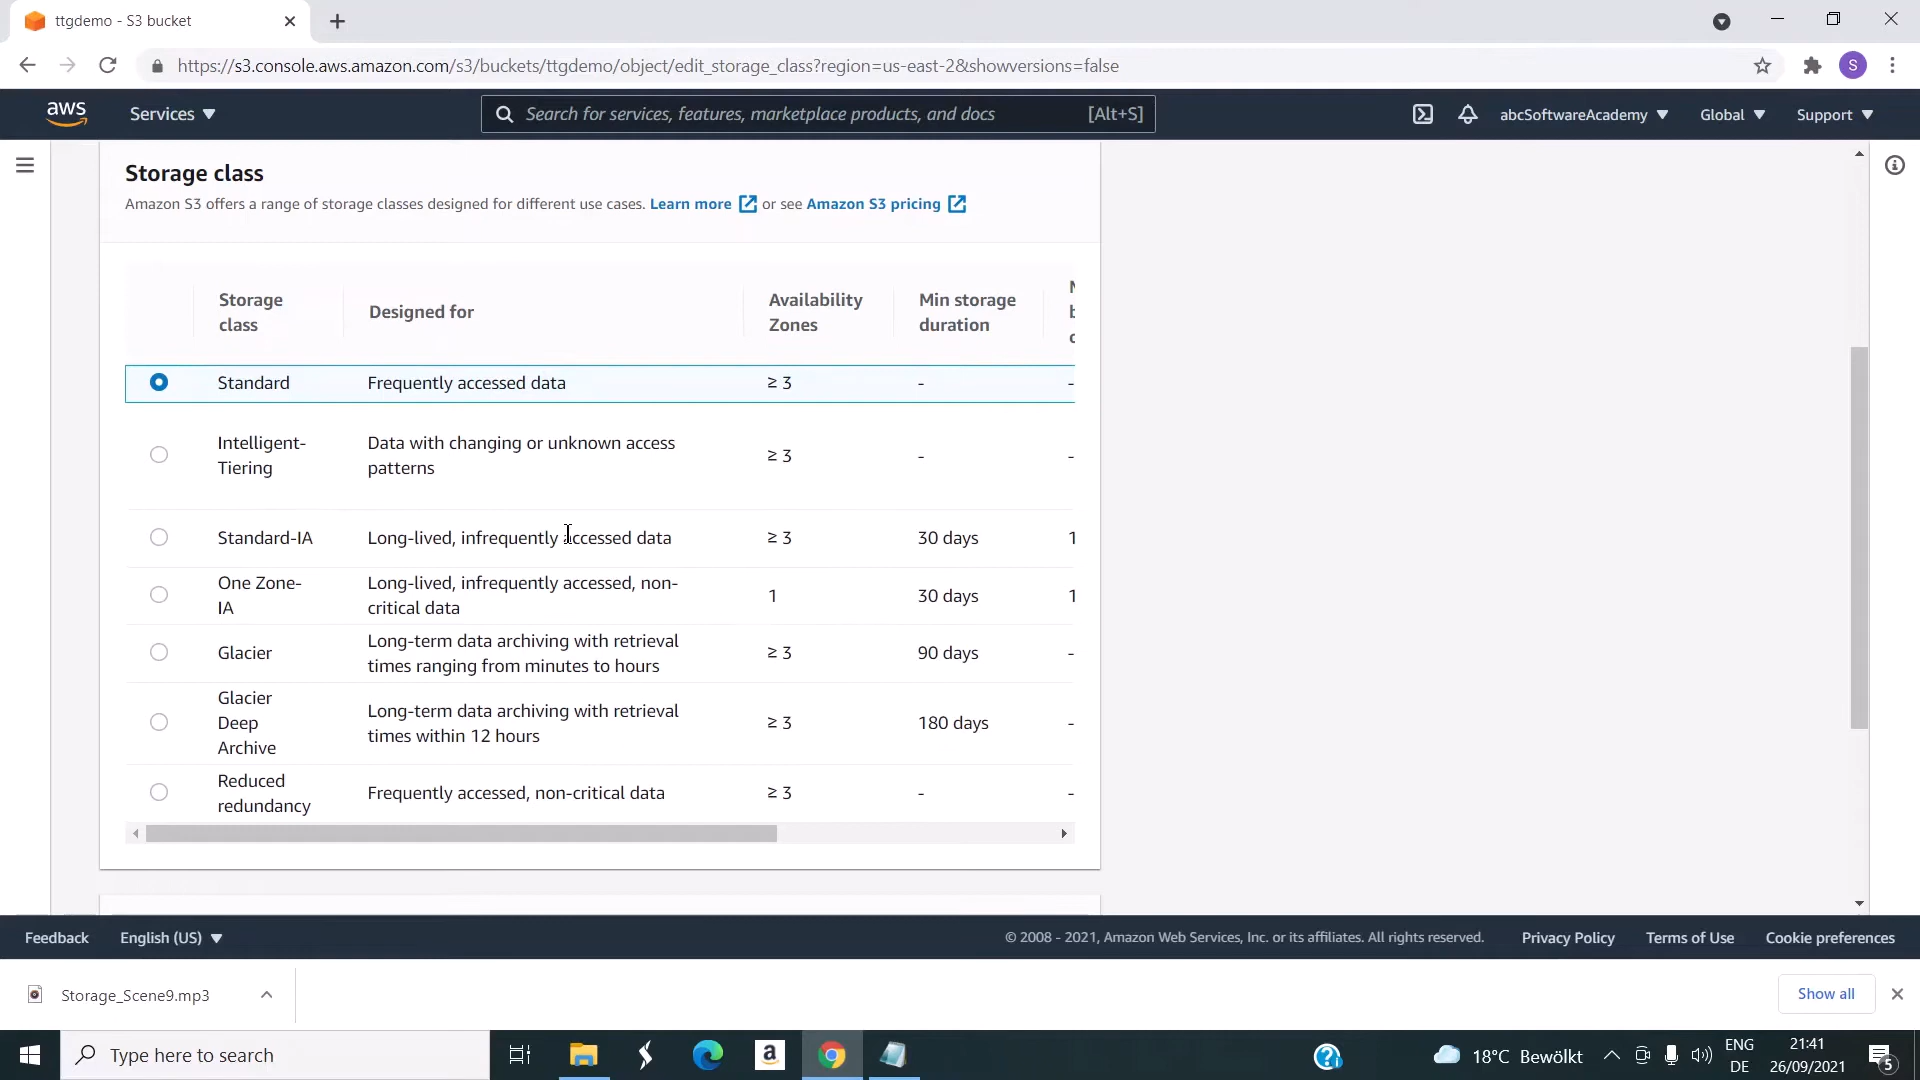 ttgdemo - S3 bucket
https://s3.console.aws.amazon.com/s3/buckets/ttgdemo/object/edit_storage_class?region=us-east-2&showversions=false
S
aws
Services
Search for services, features, marketplace products, and docs
[Alt+S]
abcSoftwareAcademy
Global
Support
Storage class
Amazon S3 offers a range of storage classes designed for different use cases. Learn more or see Amazon S3 pricing
Storage
class
Designed for
Availability
Zones
Min storage
duration
Standard
Frequently accessed data
≥ 3
-
-
Intelligent-
Tiering
Data with changing or unknown access
patterns
≥ 3
-
-
Standard-IA
Long-lived, infrequently accessed data
≥ 3
30 days
1
One Zone-
IA
Long-lived, infrequently accessed, non-
critical data
1
30 days
1
Glacier
Long-term data archiving with retrieval
times ranging from minutes to hours
≥ 3
90 days
-
Glacier
Deep
Archive
Long-term data archiving with retrieval
times within 12 hours
≥ 3
180 days
-
Reduced
redundancy
Frequently accessed, non-critical data
≥ 3
-
-
Feedback
English (US)
© 2008 - 2021, Amazon Web Services, Inc. or its affiliates. All rights reserved.
Privacy Policy
Terms of Use
Cookie preferences
Storage_Scene9.mp3
Show all
Type here to search
a
18°C Bewölkt
ENG
DE
21:41
26/09/2021
5